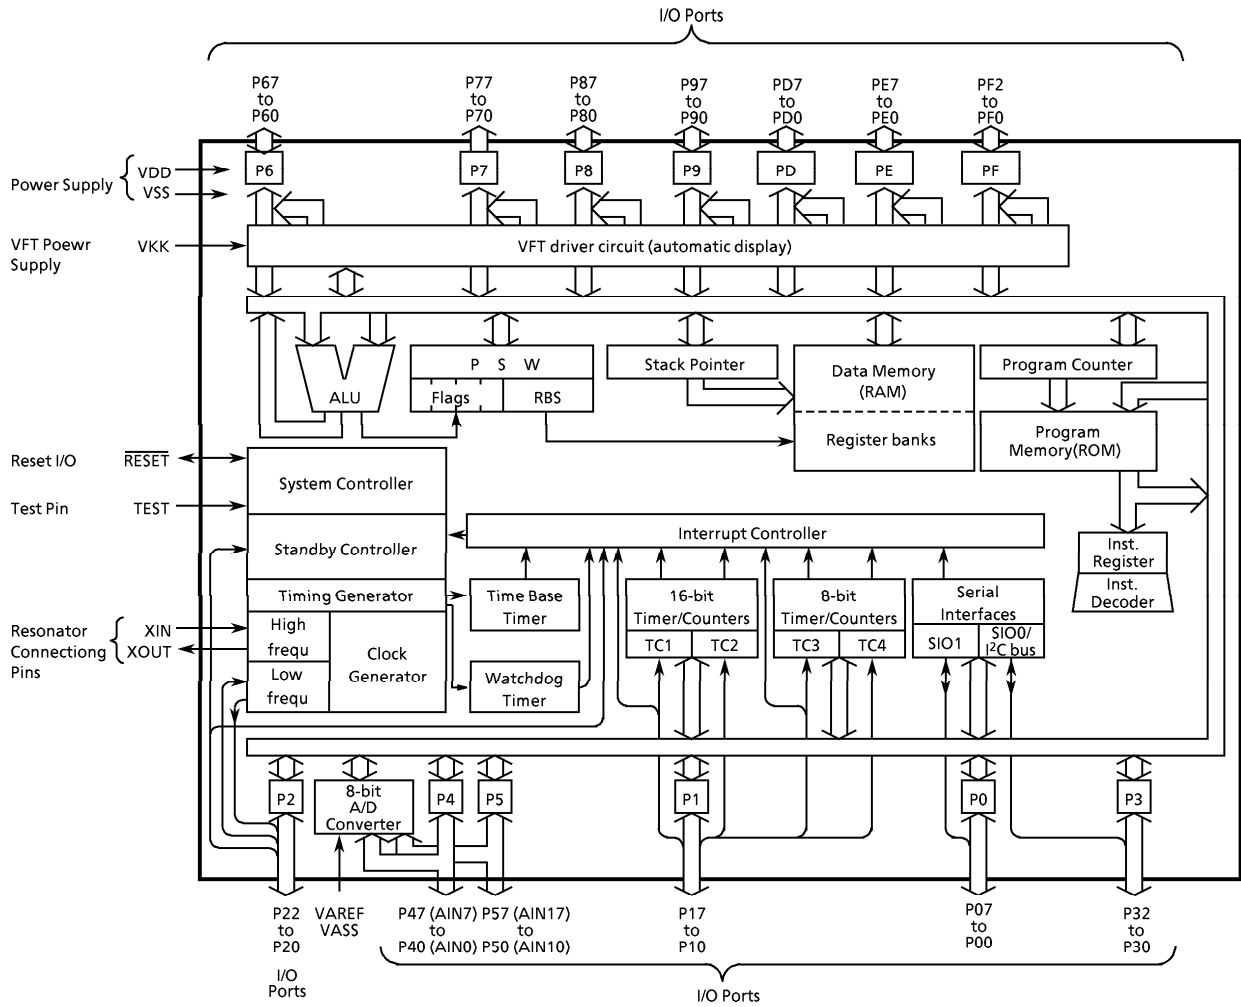 I/O Ports
P67
to
P60
P77
to
P70
P87
to
P80
P97
to
P90
PD7
to
PD0
PE7
to
PE0
PF2
to
PF0
Power Supply
VDD
VSS
P6
P7
P8
P9
PD
PE
PF
VFT Poewr
Supply
VKK
VFT driver circuit (automatic display)
ALU
P S W
Flags
RBS
Stack Pointer
Data Memory
(RAM)
Register banks
Program Counter
Program
Memory(ROM)
Reset I/O
RESET
Test Pin
TEST
System Controller
Standby Controller
Timing Generator
High
frequ
Low
frequ
Clock
Generator
Interrupt Controller
Inst.
Register
Inst.
Decoder
Time Base
Timer
Watchdog
Timer
16-bit
Timer/Counters
TC1
TC2
8-bit
Timer/Counters
TC3
TC4
Serial
Interfaces
SIO1
SIO0/
I2C bus
Resonator
Connectiong
Pins
XIN
XOUT
P2
8-bit
A/D
Converter
P4
P5
P1
P0
P3
P22
to
P20
I/O
Ports
VAREF
VASS
P47 (AIN7)
to
P40 (AIN0)
P57 (AIN17)
to
P50 (AIN10)
P17
to
P10
P07
to
P00
P32
to
P30
I/O Ports